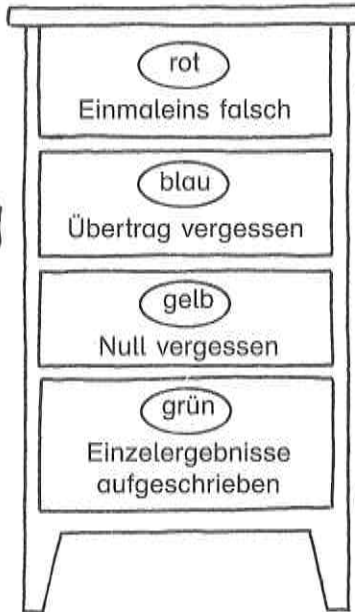 rot
Einmaleins falsch
blau
Übertrag vergessen
gelb
Null vergessen
grün
Einzelergebnisse
aufgeschrieben